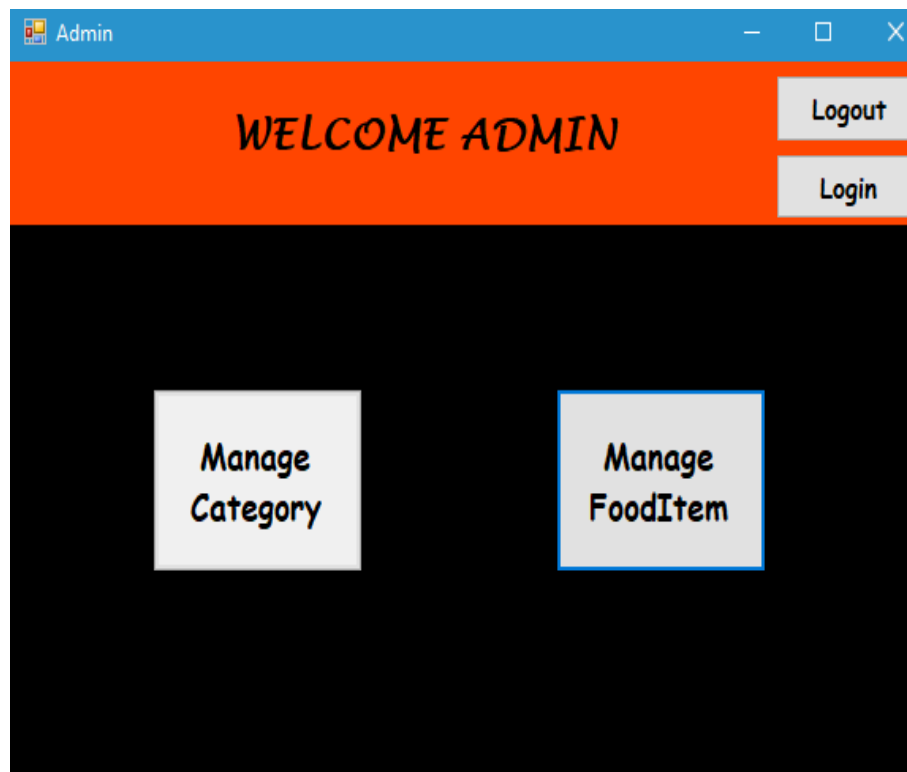 Admin
WELCOME ADMIN
Logout
Login
Manage
Category
Manage
FoodItem